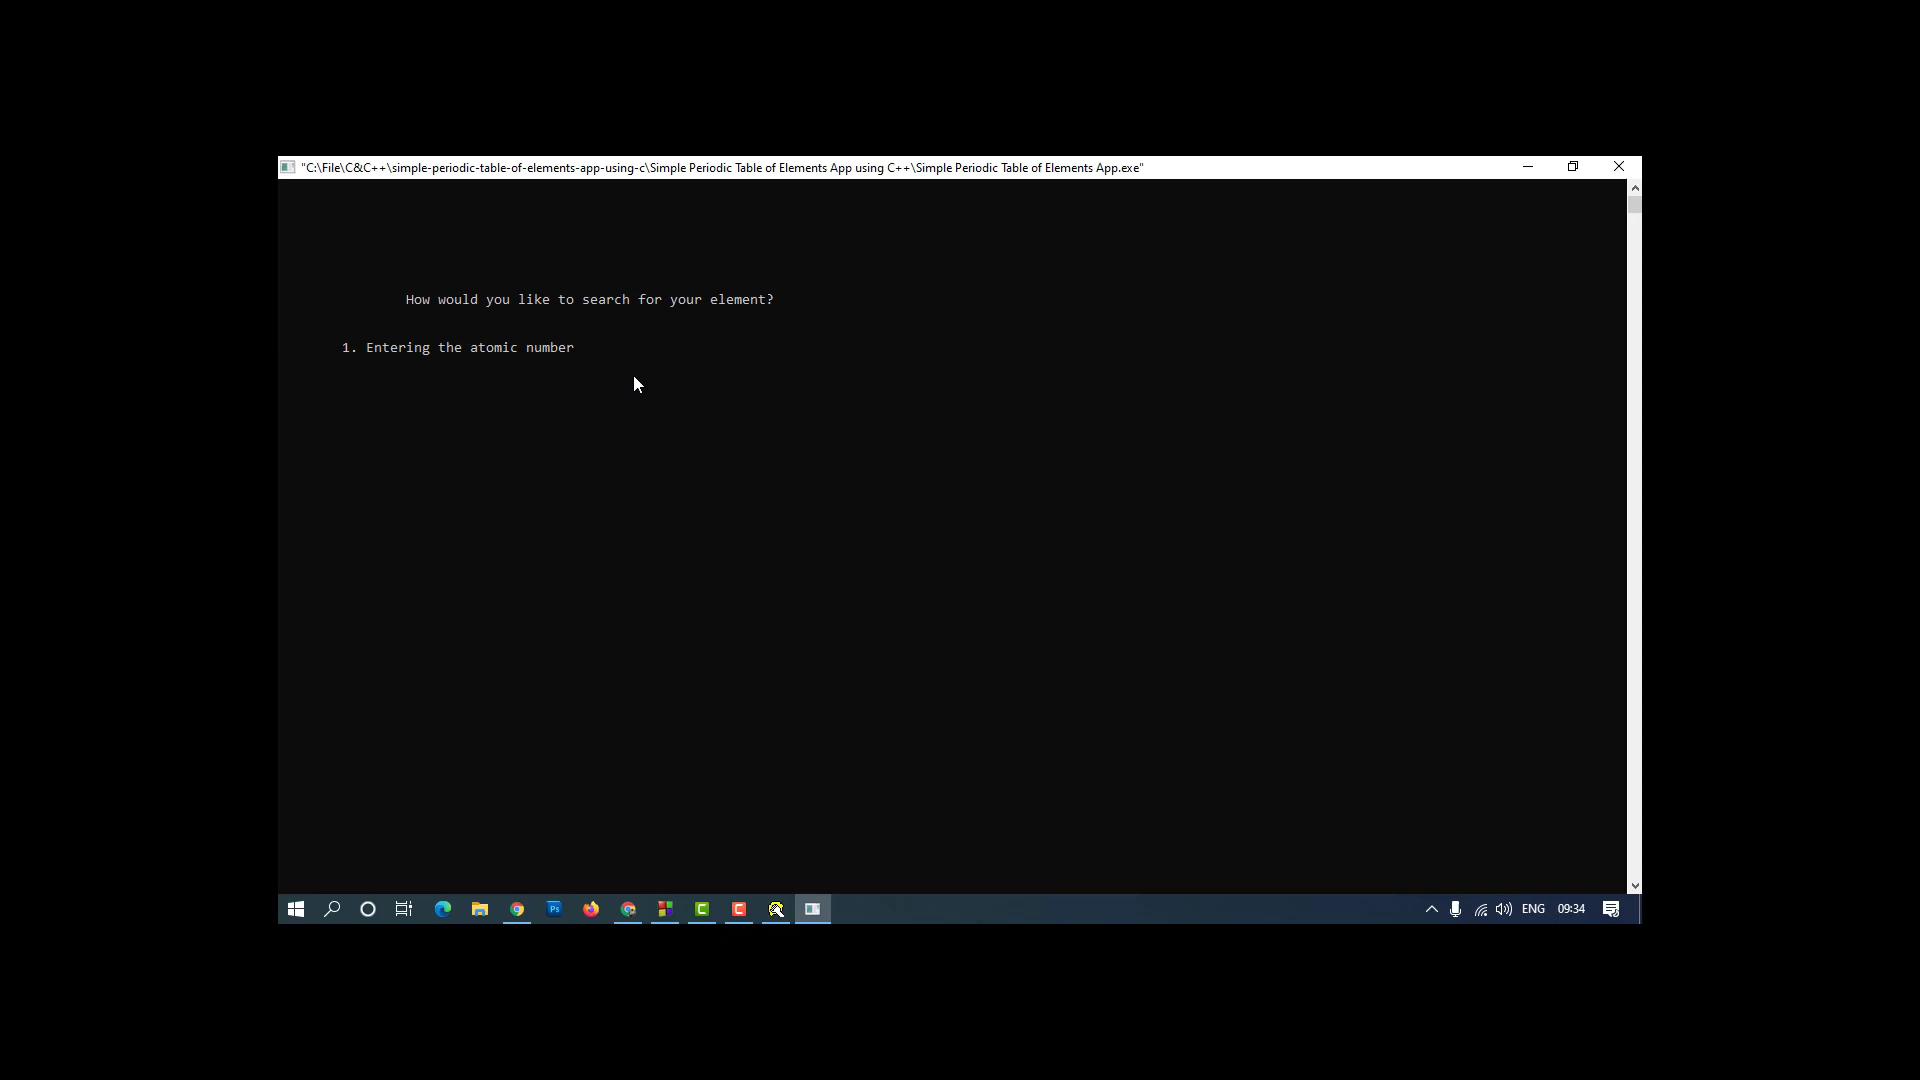 "C:\File\C&C++\simple-periodic-table-of-elements-app-using-c\Simple Periodic Table of Elements App using C++\Simple Periodic Table of Elements App.exe"
How would you like to search for your element?
1. Entering the atomic number
Ps
ENG
09:34